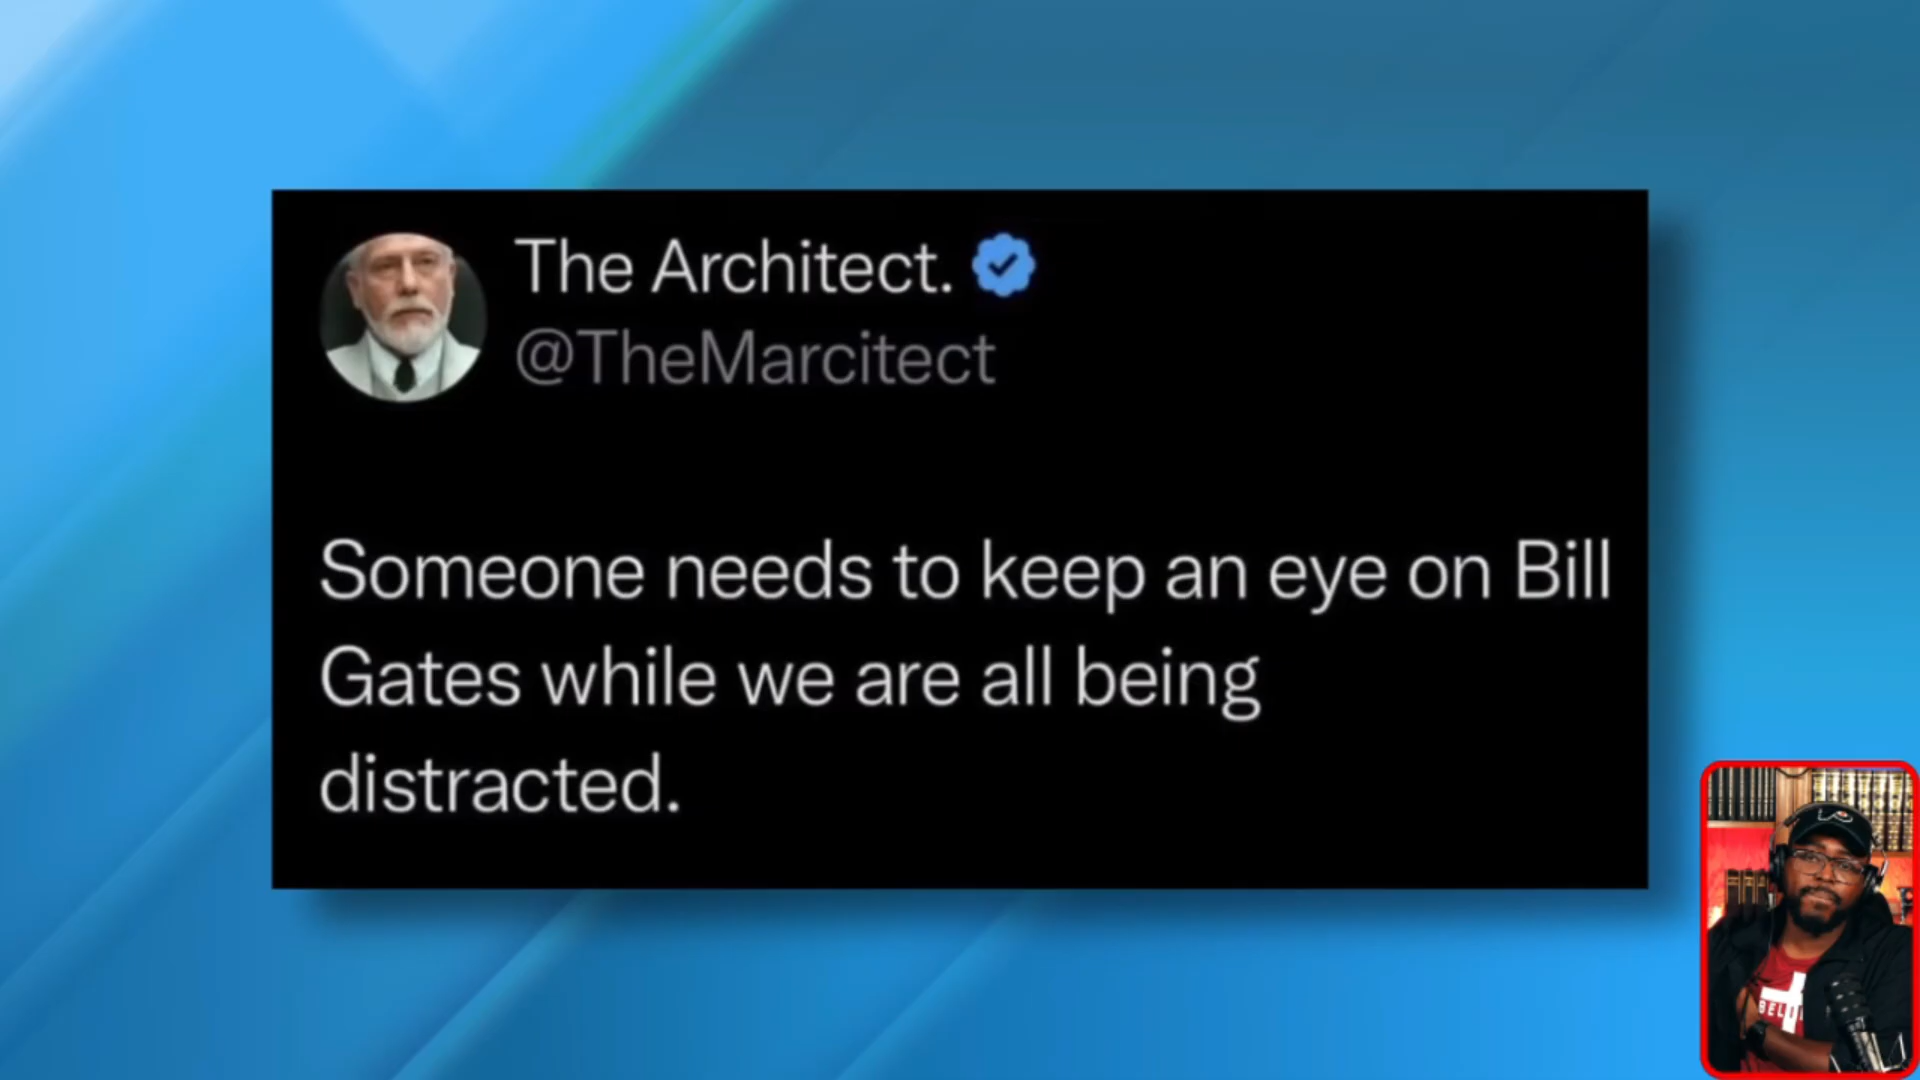 The Architect.
@TheMarcitect
Someone needs to keep an eye on Bill
Gates while we are all being
distracted.